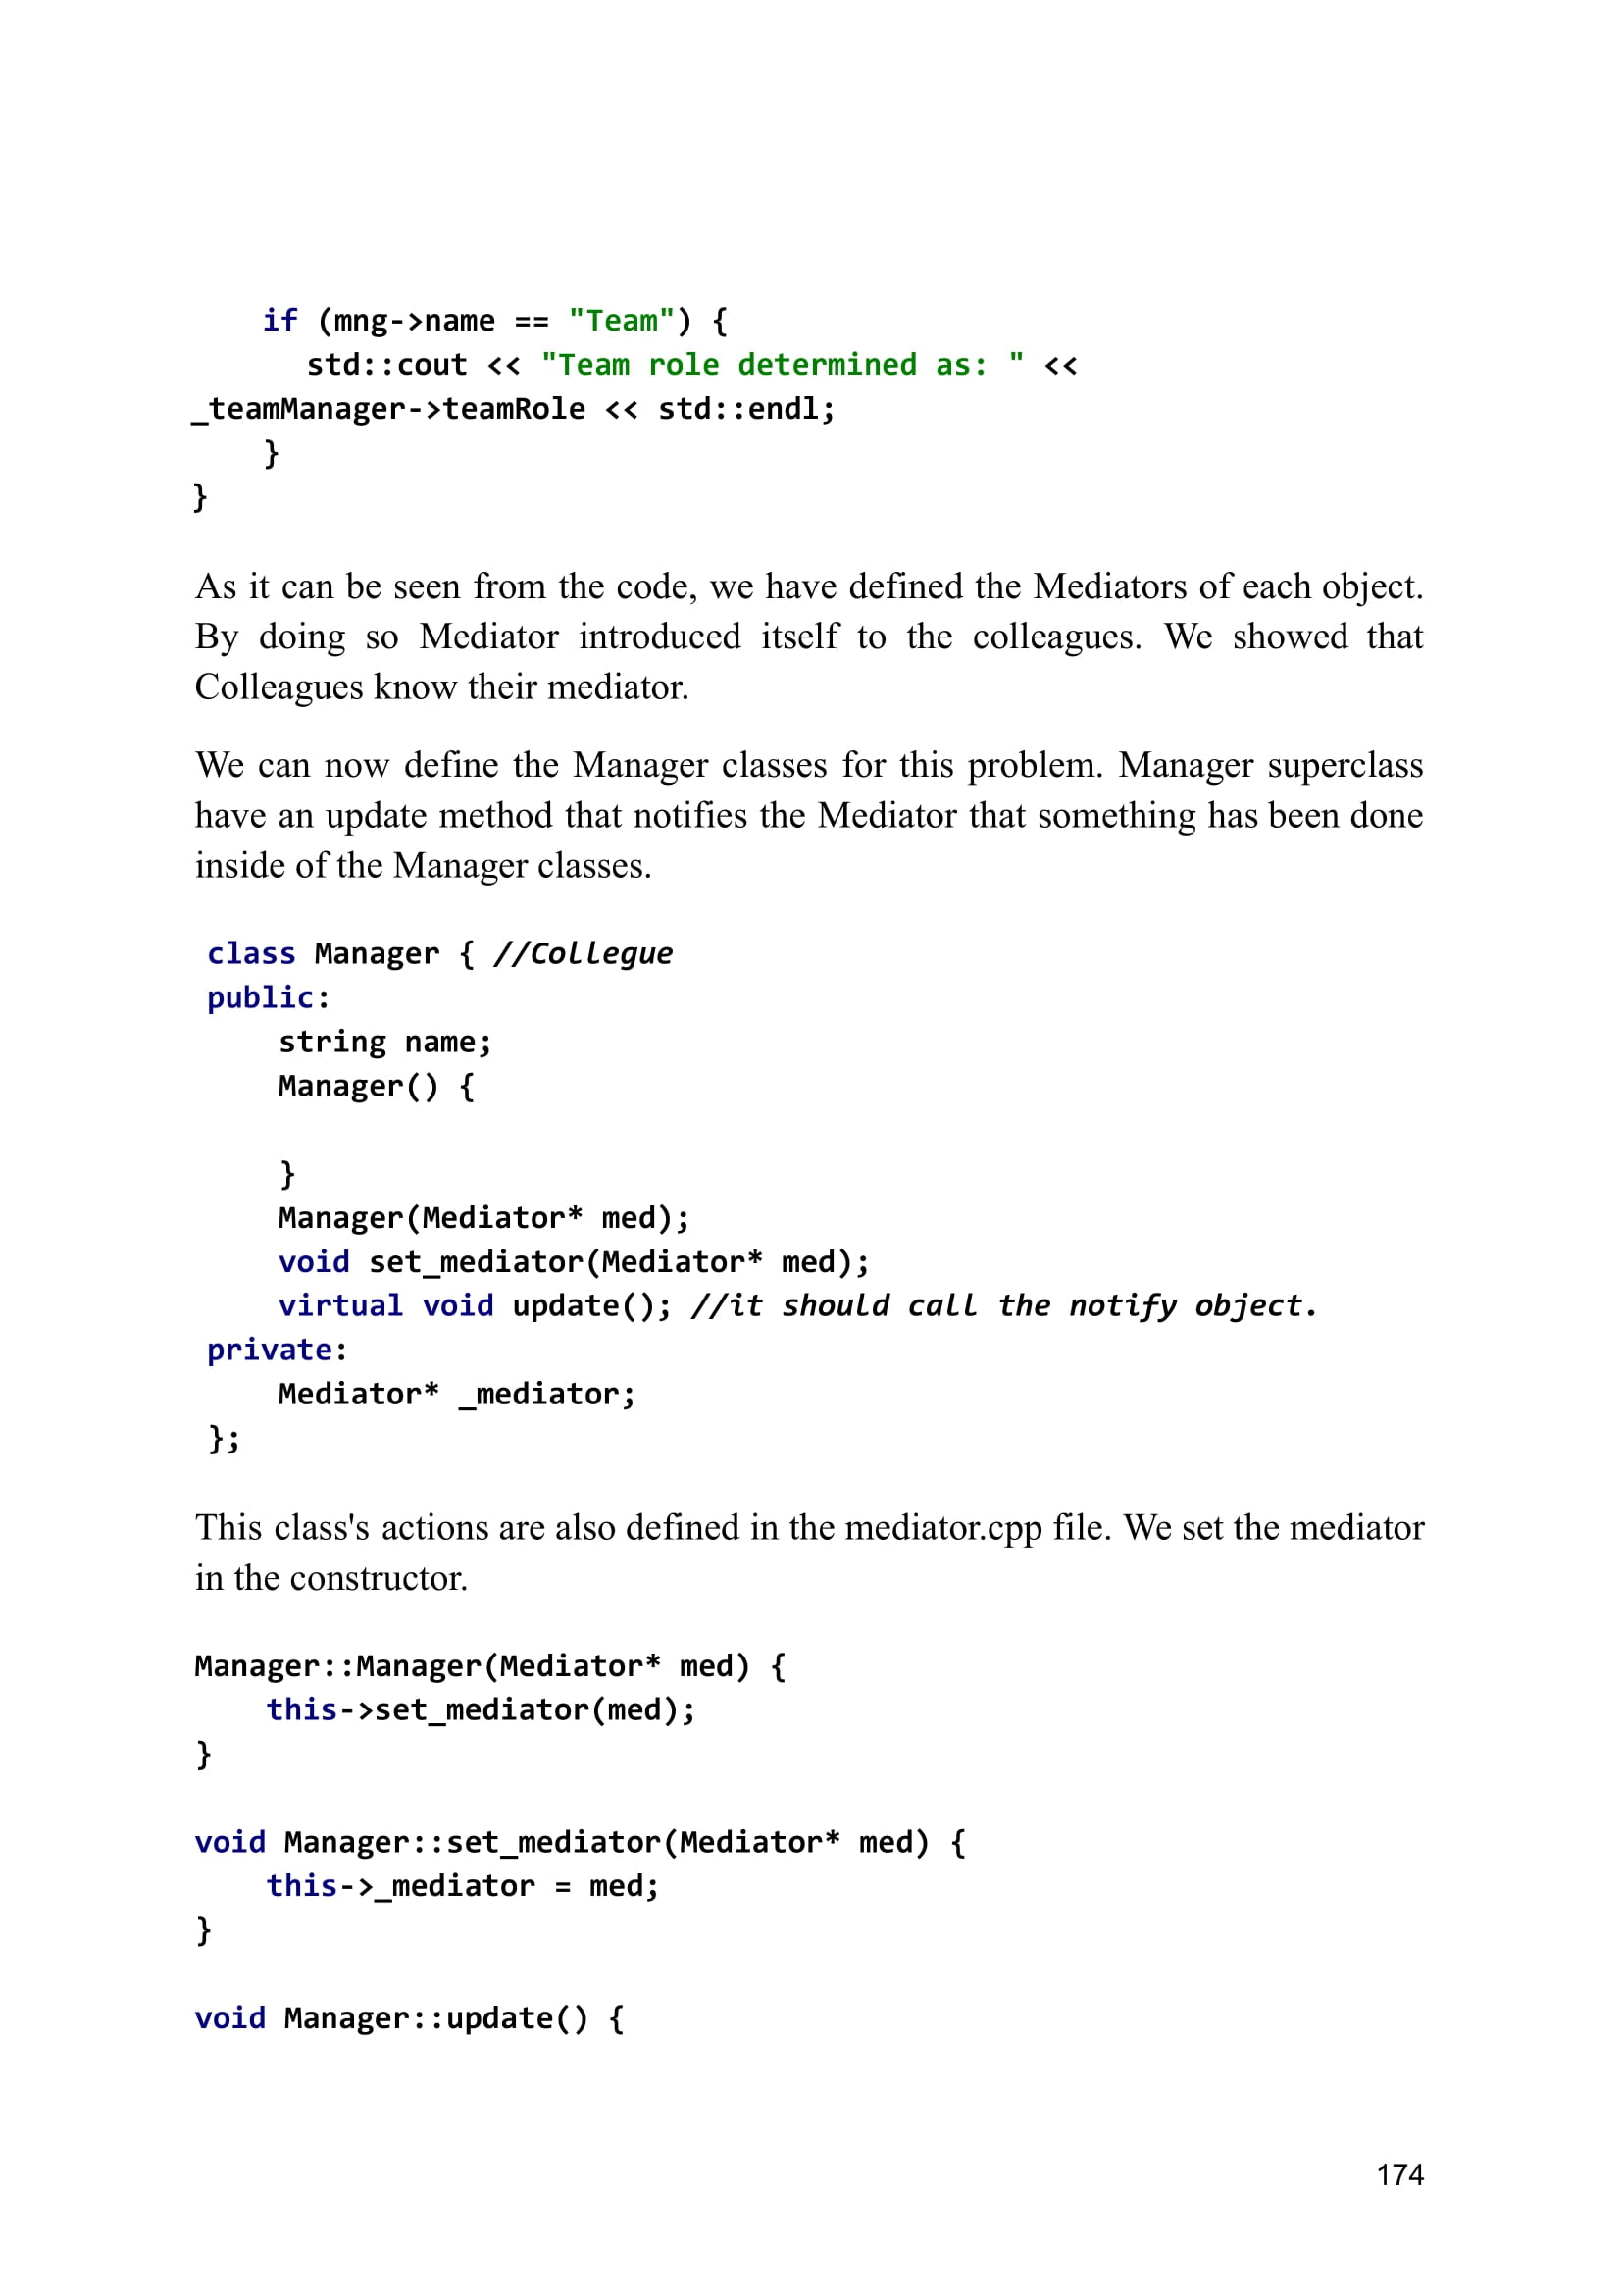 if (mng->name == "Team") {
std::cout << "Team role determined as: " <<
_teamManager->teamRole << std::endl;
}
}
As it can be seen from the code, we have defined the Mediators of each object.
By doing so Mediator introduced itself to the colleagues. We showed that
Colleagues know their mediator.
We can now define the Manager classes for this problem. Manager superclass
have an update method that notifies the Mediator that something has been done
inside of the Manager classes.
class Manager { //Collegue
public:
string name;
Manager() {
}
Manager(Mediator* med);
void set_mediator(Mediator* med);
virtual void update(); //it should call the notify object.
private:
Mediator* _mediator;
};
This class's actions are also defined in the mediator.cpp file. We set the mediator
in the constructor.
Manager::Manager(Mediator* med) {
this->set_mediator(med);
}
void Manager::set_mediator(Mediator* med) {
this->_mediator = med;
}
void Manager::update() {
174